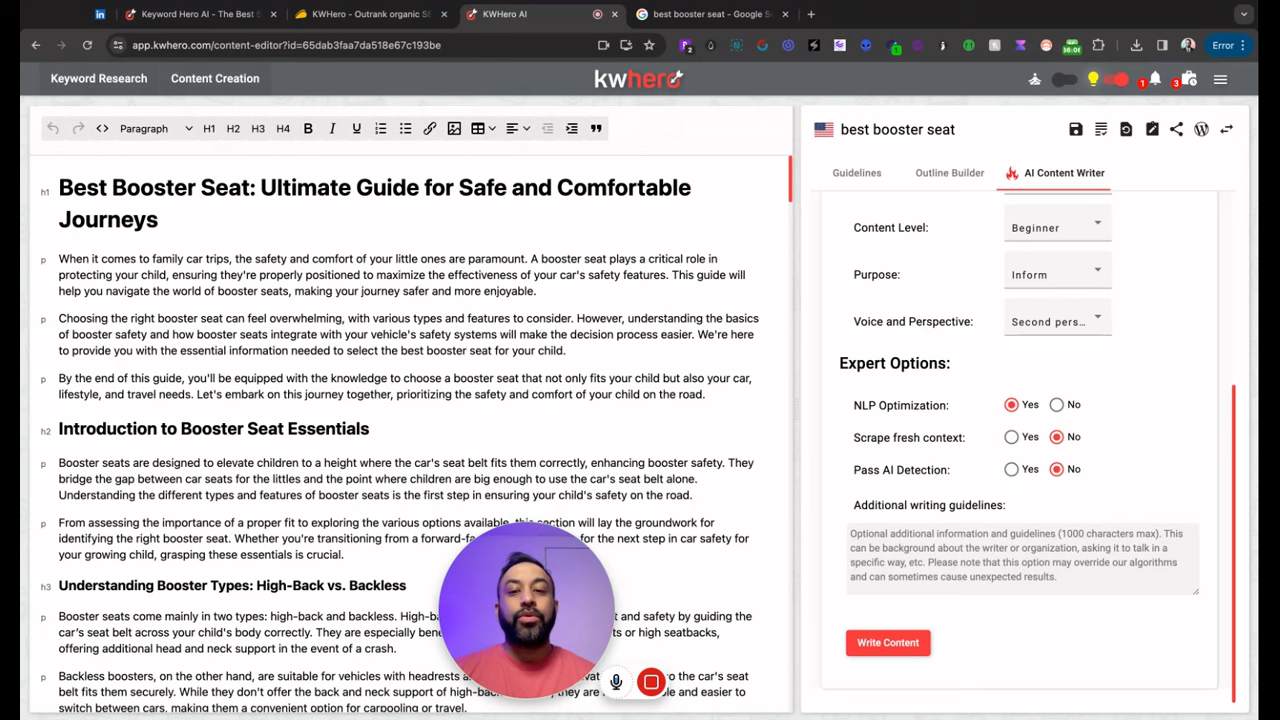 Keyword Hero AI - The Best S
KWHero - Outrank organic SE
KWHero AI
best booster seat - Google Se
app.kwhero.com/content-editor?id=65dab3faa7da518e67c193be
Error
Keyword Research
Content Creation
kwhero
1
3
Paragraph
H1
H2
H3
H4
B
I
U
best booster seat
Guidelines
Outline Builder
AI Content Writer
h1
Best Booster Seat: Ultimate Guide for Safe and Comfortable
Journeys
p
When it comes to family car trips, the safety and comfort of your little ones are paramount. A booster seat plays a critical role in
protecting your child, ensuring they're properly positioned to maximize the effectiveness of your car's safety features. This guide will
help you navigate the world of booster seats, making your journey safer and more enjoyable.
p
Choosing the right booster seat can feel overwhelming, with various types and features to consider. However, understanding the basics
of booster safety and how booster seats integrate with your vehicle's safety systems will make the decision process easier. We're here
to provide you with the essential information needed to select the best booster seat for your child.
p
By the end of this guide, you'll be equipped with the knowledge to choose a booster seat that not only fits your child but also your car,
lifestyle, and travel needs. Let's embark on this journey together, prioritizing the safety and comfort of your child on the road.
h2
Introduction to Booster Seat Essentials
p
Booster seats are designed to elevate children to a height where the car's seat belt fits them correctly, enhancing booster safety. They
bridge the gap between car seats for the littles and the point where children are big enough to use the car's seat belt alone.
Understanding the different types and features of booster seats is the first step in ensuring your child's safety on the road.
p
From assessing the importance of a proper fit to exploring the various options available, this section will lay the groundwork for
identifying the right booster seat. Whether you're transitioning from a forward-fa for the next step in car safety for
your growing child, grasping these essentials is crucial.
h3
Understanding Booster Types: High-Back vs. Backless
p
Booster seats come mainly in two types: high-back and backless. High-b t and safety by guiding the
car's seat belt across your child's body correctly. They are especially bene ts or high seatbacks,
offering additional head and neck support in the event of a crash.
p
Backless boosters, on the other hand, are suitable for vehicles with headrests a car's seat
belt fits them securely. While they don't offer the back and neck support of high-bac they are and easier to
switch between cars, making them a convenient option for carpooling or travel.
Content Level:
Beginner
Purpose:
Inform
Voice and Perspective:
Second pers...
Expert Options:
NLP Optimization:
Yes
No
Scrape fresh context:
Yes
No
Pass AI Detection:
Yes
No
Additional writing guidelines:
Optional additional information and guidelines (1000 characters max). This
can be background about the writer or organization, asking it to talk in a
specific way, etc. Please note that this option may override our algorithms
and can sometimes cause unexpected results.
Write Content